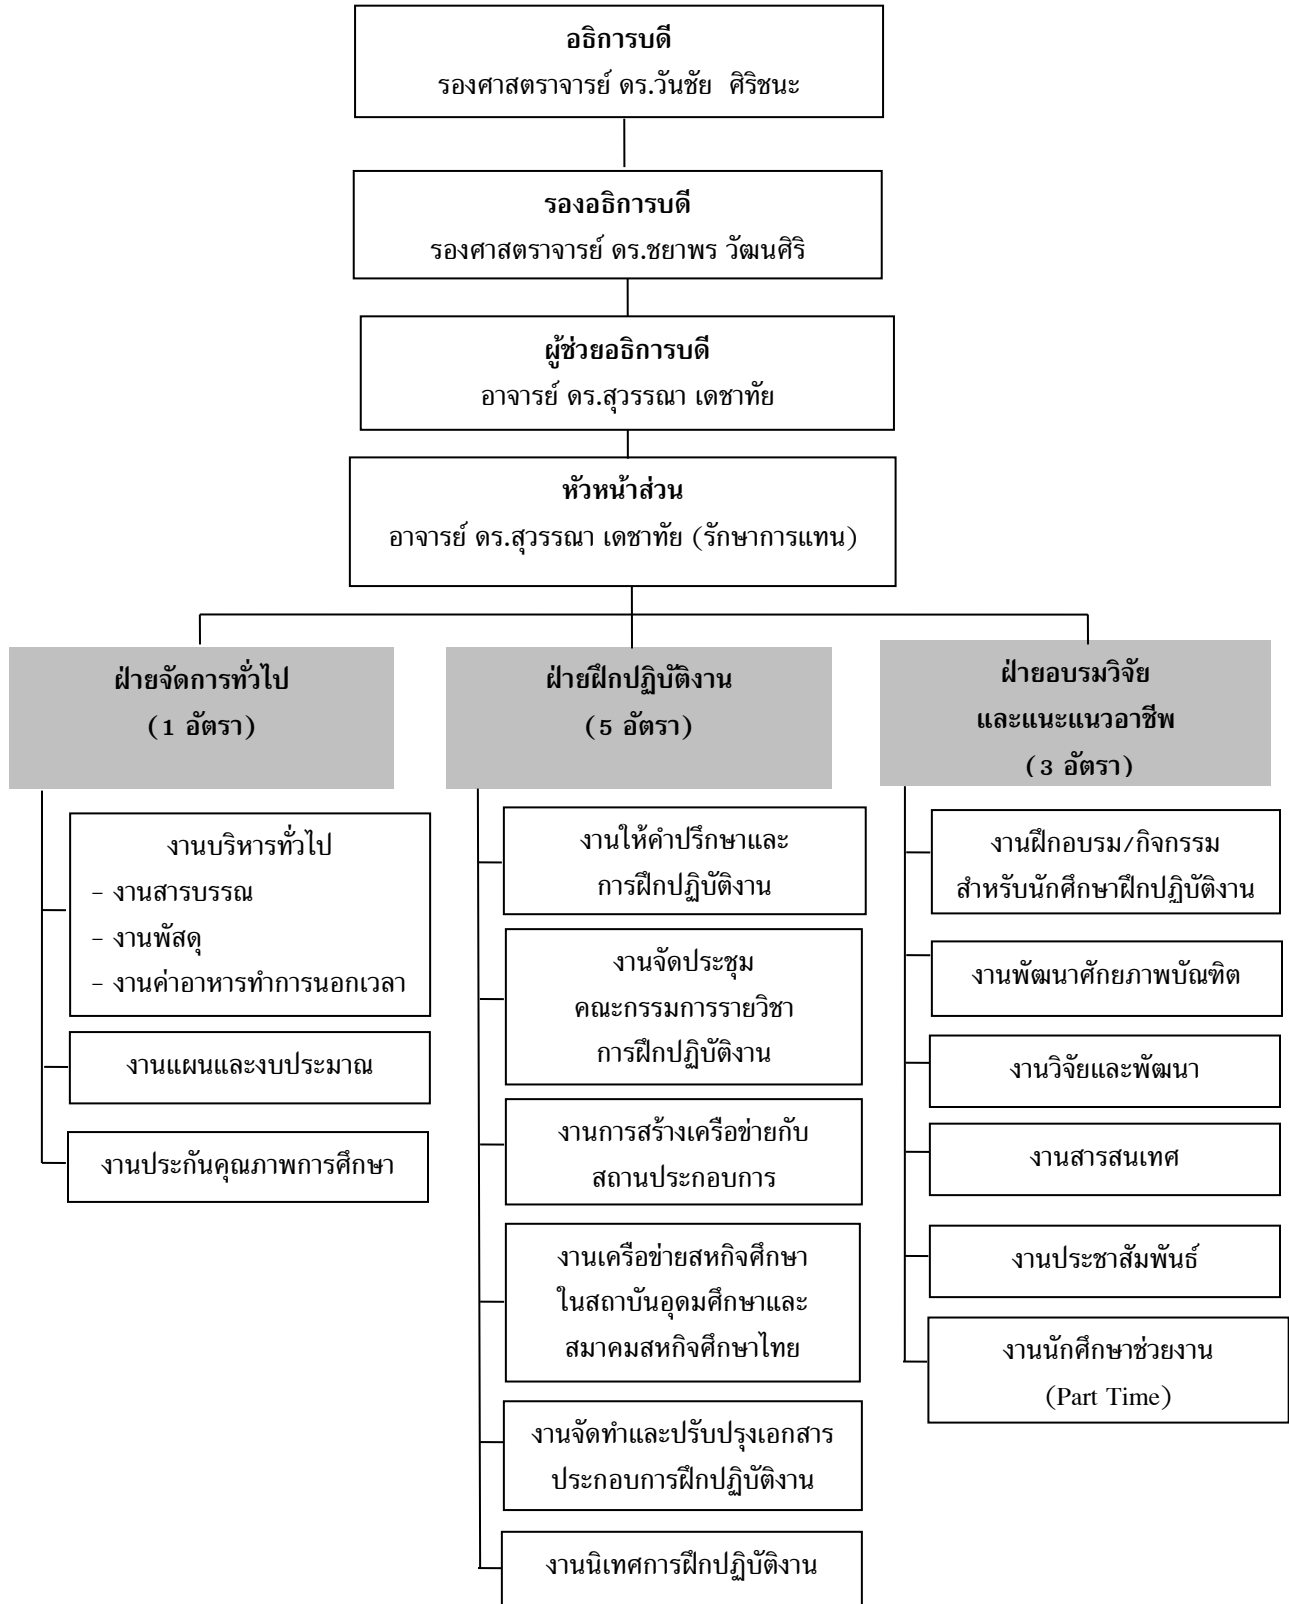 อธิการบดี
รองศาสตราจารย์ ดร.วันชัย ศิริชนะ
รองอธิการบดี
รองศาสตราจารย์ ดร.ชยาพร วัฒนศิริ
ผู้ช่วยอธิการบดี
อาจารย์ ดร.สุวรรณา เดชาทัย
หัวหน้าส่วน
อาจารย์ ดร.สุวรรณา เดชาทัย (รักษาการแทน)
ฝ่ายจัดการทั่วไป
(1 อัตรา)
งานบริหารทั่วไป
- งานสารบรรณ
- งานพัสดุ
- งานค่าอาหารทำการนอกเวลา
งานแผนและงบประมาณ
งานประกันคุณภาพการศึกษา
ฝ่ายฝึกปฏิบัติงาน
(5 อัตรา)
งานให้คำปรึกษาและ
การฝึกปฏิบัติงาน
งานจัดประชุม
คณะกรรมการรายวิชา
การฝึกปฏิบัติงาน
งานการสร้างเครือข่ายกับ
สถานประกอบการ
งานเครือข่ายสหกิจศึกษา
ในสถาบันอุดมศึกษาและ
สมาคมสหกิจศึกษาไทย
งานจัดทำและปรับปรุงเอกสาร
ประกอบการฝึกปฏิบัติงาน
งานนิเทศการฝึกปฏิบัติงาน
ฝ่ายอบรมวิจัย
และแนะแนวอาชีพ
(3 อัตรา)
งานฝึกอบรม/กิจกรรม
สำหรับนักศึกษาฝึกปฏิบัติงาน
งานพัฒนาศักยภาพบัณฑิต
งานวิจัยและพัฒนา
งานสารสนเทศ
งานประชาสัมพันธ์
งานนักศึกษาช่วยงาน
(Part Time)